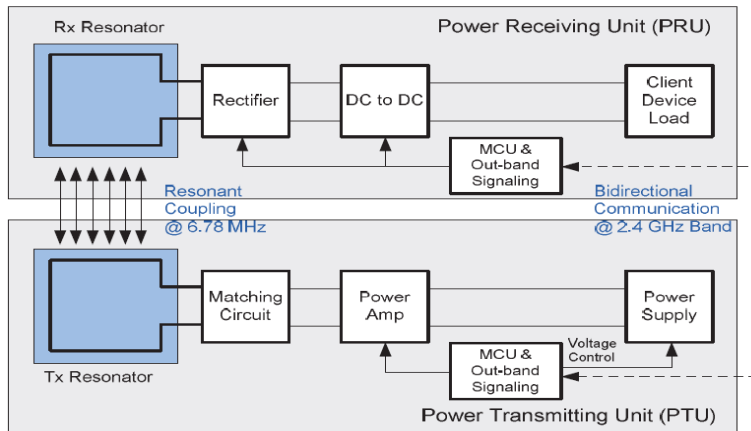 Rx Resonator
Power Receiving Unit (PRU)
Rectifier
DC to DC
Client
Device
Load
MCU &
Out-band
Signaling
Resonant
Coupling
@ 6.78 MHz
Bidirectional
Communication
@ 2.4 GHz Band
Matching
Circuit
Power
Amp
Power
Supply
Voltage
Control
MCU &
Out-band
Signaling
Tx Resonator
Power Transmitting Unit (PTU)